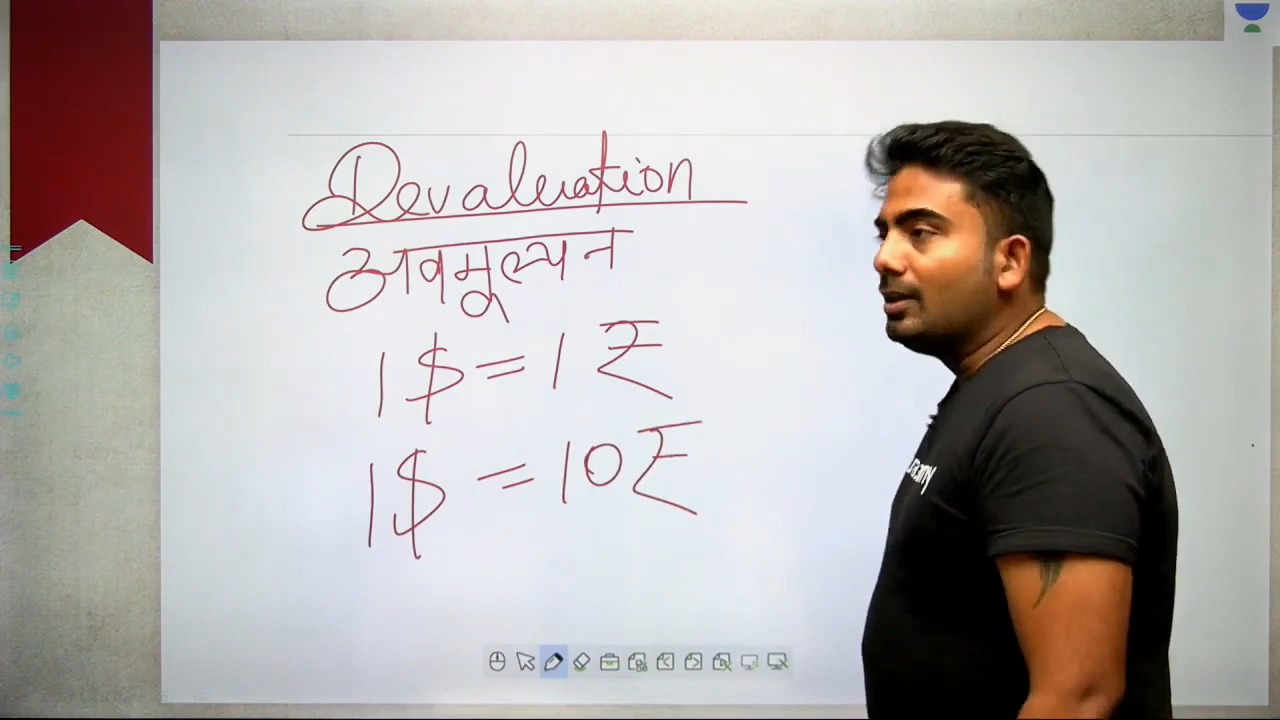 Devaluation
अवमूल्यन
1$ = 1₹
1$ = 10₹